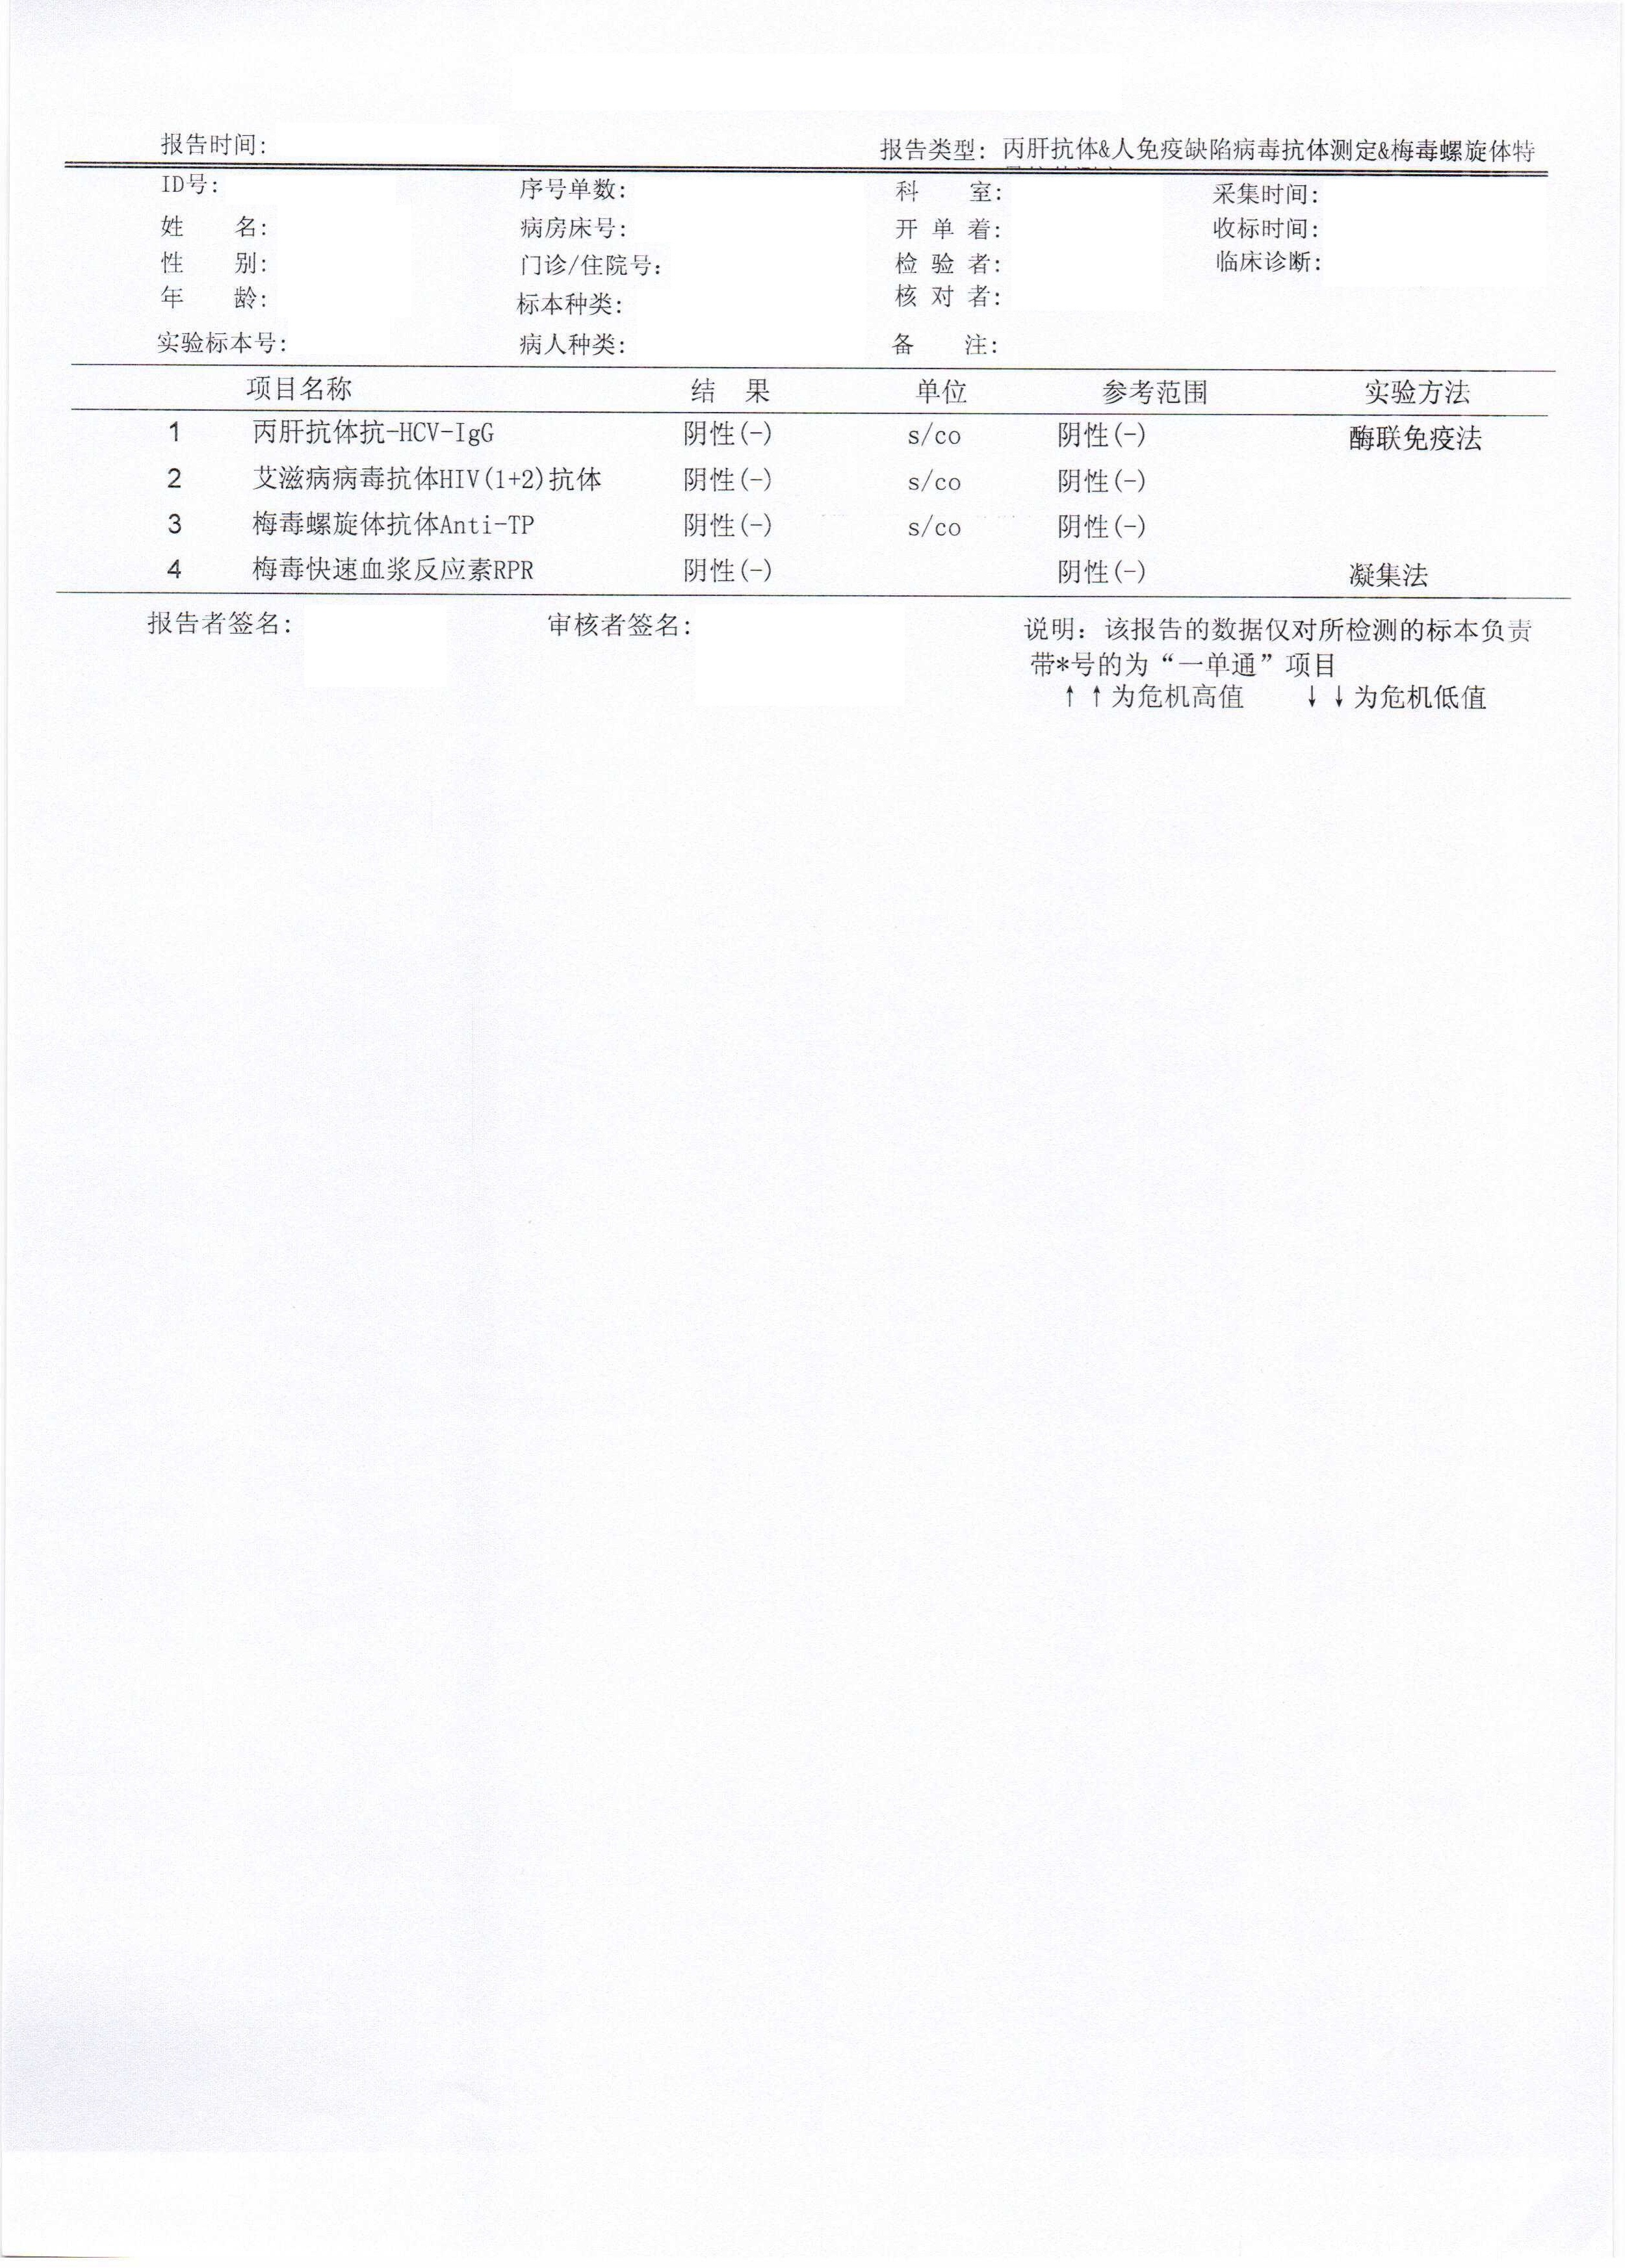 报告时间: 报告类型: 丙肝抗体&人免疫缺陷病毒抗体测定&梅毒螺旋体特
ID号: 序号单数: 科 室: 采集时间:
姓 名: 病房床号: 开 单 着: 收标时间:
性 别: 门诊/住院号: 检 验 者: 临床诊断:
年 龄: 标本种类: 核 对 者:
实验标本号: 病人种类: 备 注:
项目名称 结 果 单位 参考范围 实验方法
1 丙肝抗体抗-HCV-IgG 阴性(-) s/co 阴性(-) 酶联免疫法
2 艾滋病病毒抗体HIV(1+2)抗体 阴性(-) s/co 阴性(-)
3 梅毒螺旋体抗体Anti-TP 阴性(-) s/co 阴性(-)
4 梅毒快速血浆反应素RPR 阴性(-) 阴性(-) 凝集法
报告者签名: 审核者签名: 说明: 该报告的数据仅对所检测的标本负责
带*号的为“一单通”项目
↑↑为危机高值 ↓↓为危机低值